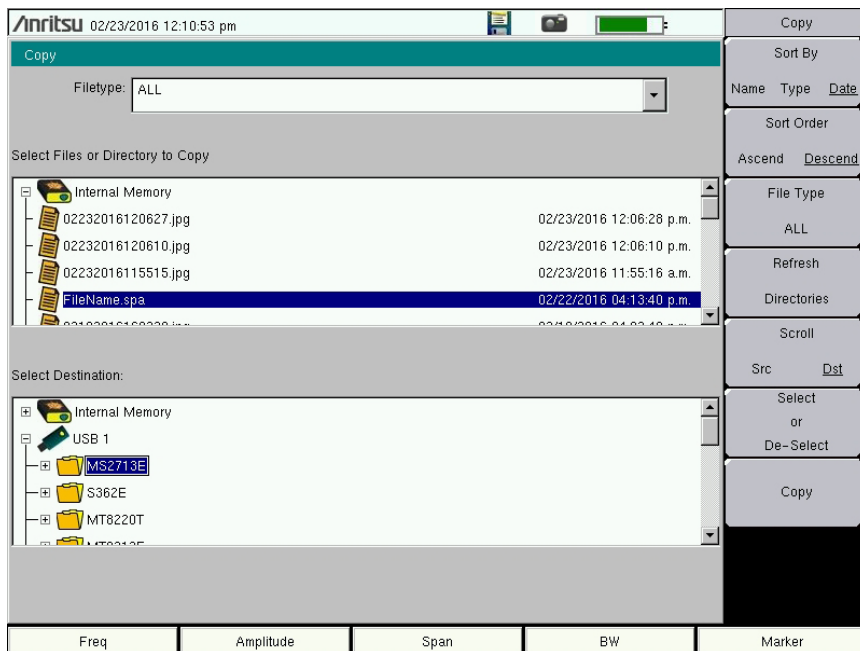 Anritsu 02/23/2016 12:10:53 pm
Copy
Filetype: ALL
Select Files or Directory to Copy
Internal Memory
02232016120627.jpg 02/23/2016 12:06:28 p.m.
02232016120610.jpg 02/23/2016 12:06:10 p.m.
02232016115515.jpg 02/23/2016 11:55:16 a.m.
FileName.spa 02/22/2016 04:13:40 p.m.
Select Destination:
Internal Memory
USB 1
MS2713E
S362E
MT8220T
Copy
Sort By
Name Type Date
Sort Order
Ascend Descend
File Type
ALL
Refresh
Directories
Scroll
Src Dst
Select
or
De-Select
Copy
Freq Amplitude Span BW Marker